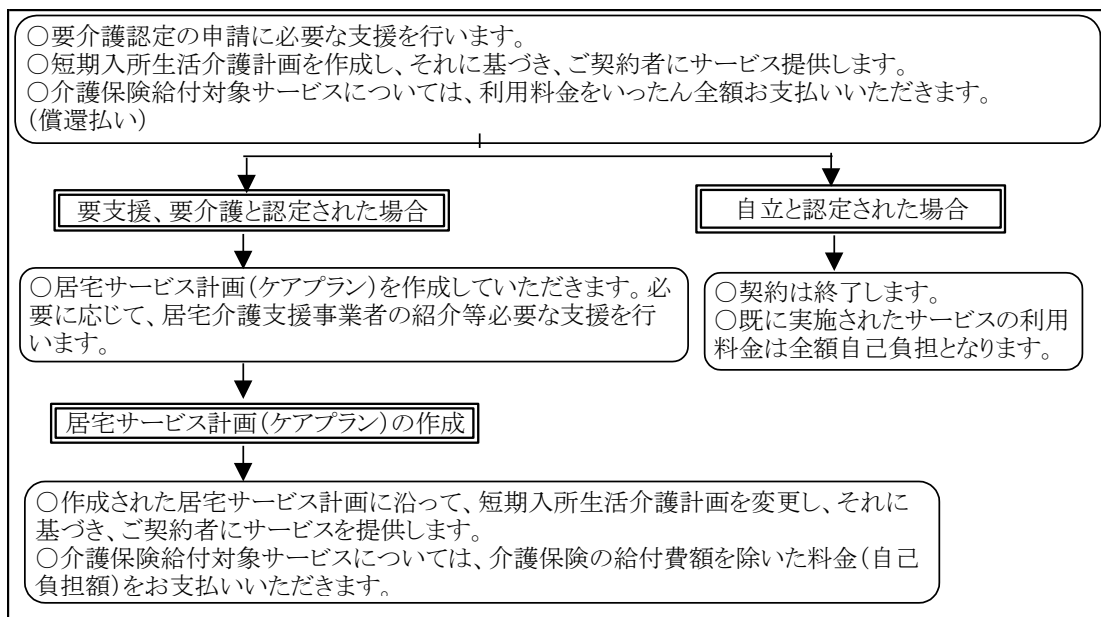 ○要介護認定の申請に必要な支援を行います。
○短期入所生活介護計画を作成し、それに基づき、ご契約者にサービス提供します。
○介護保険給付対象サービスについては、利用料金をいったん全額お支払いいただきます。
(償還払い)
要支援、要介護と認定された場合
自立と認定された場合
○居宅サービス計画(ケアプラン)を作成していただきます。必
要に応じて、居宅介護支援事業者の紹介等必要な支援を行
います。
○契約は終了します。
○既に実施されたサービスの利用
料金は全額自己負担となります。
居宅サービス計画(ケアプラン)の作成
○作成された居宅サービス計画に沿って、短期入所生活介護計画を変更し、それに
基づき、ご契約者にサービスを提供します。
○介護保険給付対象サービスについては、介護保険の給付費額を除いた料金(自己
負担額)をお支払いいただきます。